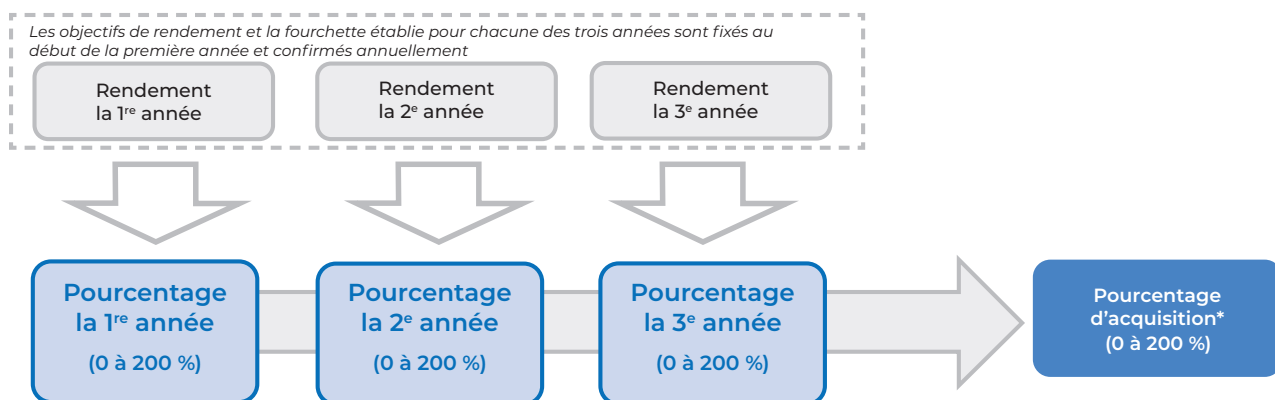 Les objectifs de rendement et la fourchette établie pour chacune des trois années sont fixés au
début de la première année et confirmés annuellement
Rendement
la 1re année
Rendement
la 2e année
Rendement
la 3e année
Pourcentage
la 1re année
(0 à 200 %)
Pourcentage
la 2e année
(0 à 200 %)
Pourcentage
la 3e année
(0 à 200 %)
Pourcentage
d’acquisition*
(0 à 200 %)